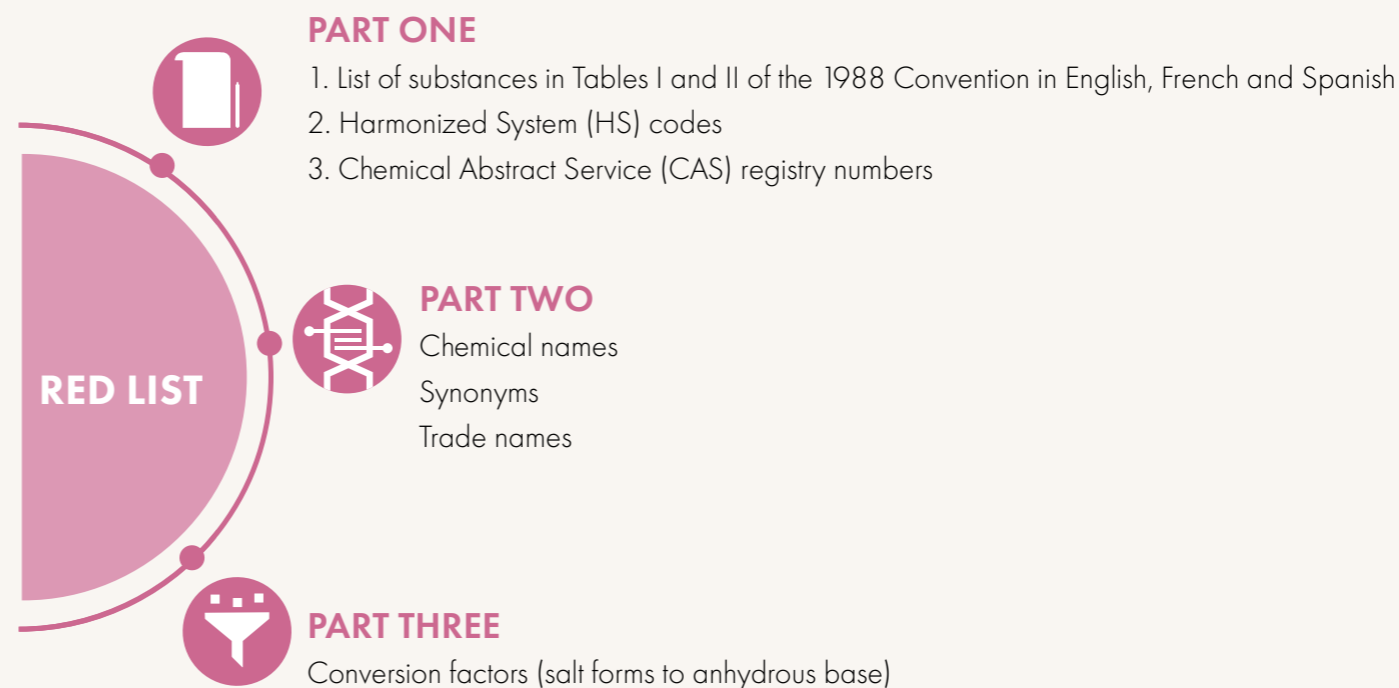 PART ONE
1. List of substances in Tables I and II of the 1988 Convention in English, French and Spanish
2. Harmonized System (HS) codes
3. Chemical Abstract Service (CAS) registry numbers
RED LIST
PART TWO
Chemical names
Synonyms
Trade names
PART THREE
Conversion factors (salt forms to anhydrous base)